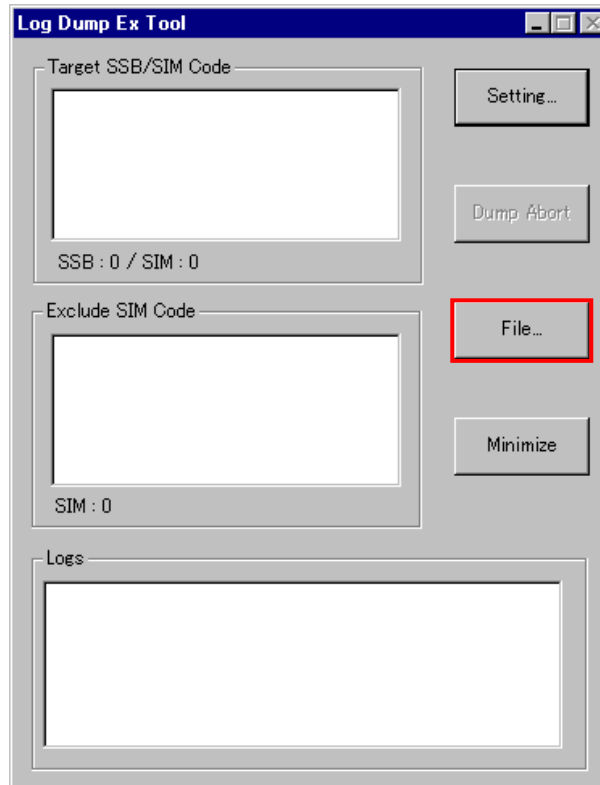 Log Dump Ex Tool
Target SSB/SIM Code
Setting...
Dump Abort
SSB : 0 / SIM : 0
Exclude SIM Code
File...
Minimize
SIM : 0
Logs